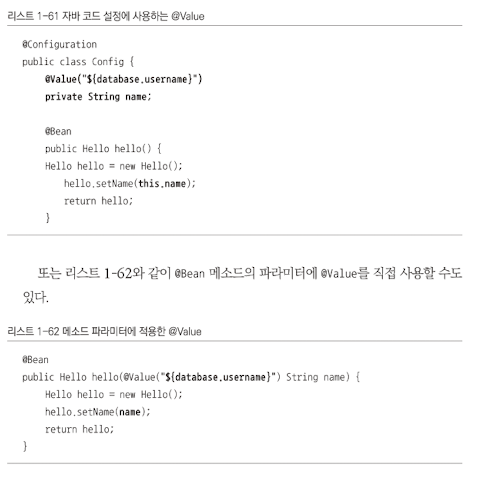 리스트 1-61 자바 코드 설정에 사용하는 @Value
@Configuration
public class Config {
@Value("${database.username}")
private String name;
@Bean
public Hello hello() {
Hello hello = new Hello();
hello.setName(this.name);
return hello;
}
또는 리스트 1-62와 같이 @Bean 메소드의 파라미터에 @Value를 직접 사용할 수도
있다.
리스트 1-62 메소드 파라미터에 적용한 @Value
@Bean
public Hello hello(@Value("${database.username}") String name) {
Hello hello = new Hello();
hello.setName(name);
return hello;
}